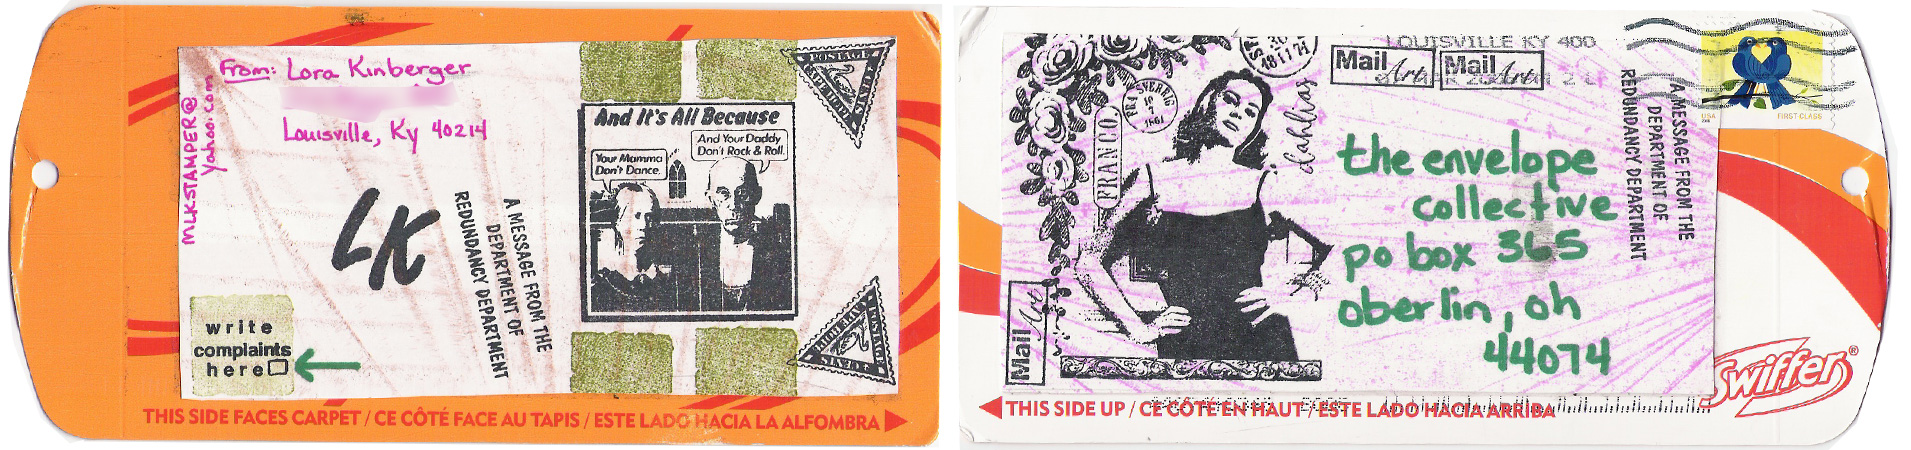 From: Lora Kinberger
Louisville, Ky 40214
MLKSTAMPER@
Yahoo.com
LK
A MESSAGE FROM THE
DEPARTMENT OF
REDUNDANCY DEPARTMENT
And It's All Because
Your Mamma
Don't Dance.
And Your Daddy
Don't Rock & Roll.
POSTAGE
POSTAGE
write
complaints
here
THIS SIDE FACES CARPET / CE CÔTÉ FACE AU TAPIS / ESTE LADO HACIA LA ALFOMBRA
LOUISVILLE KY 400
Mail Art
Mail Art
USA
FIRST CLASS
SVERRIG
FRANCO.
dahlias
the envelope
collective
po box 365
oberlin, oh
44074
A MESSAGE FROM THE
DEPARTMENT OF
REDUNDANCY DEPARTMENT
Mail Art
Swiffer®
THIS SIDE UP / CE CÔTÉ EN HAUT / ESTE LADO HACIA ARRIBA